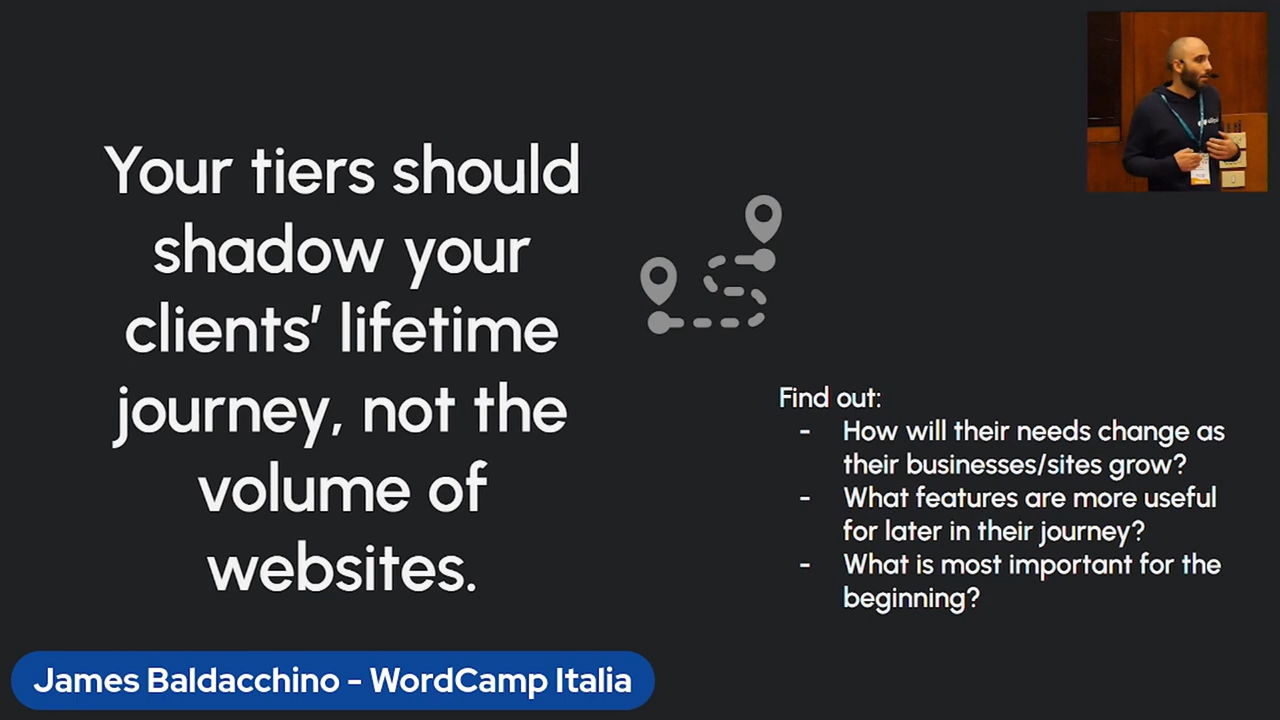 Your tiers should
shadow your
clients’ lifetime
journey, not the
volume of
websites.
Find out:
- How will their needs change as
their businesses/sites grow?
- What features are more useful
for later in their journey?
- What is most important for the
beginning?
James Baldacchino - WordCamp Italia